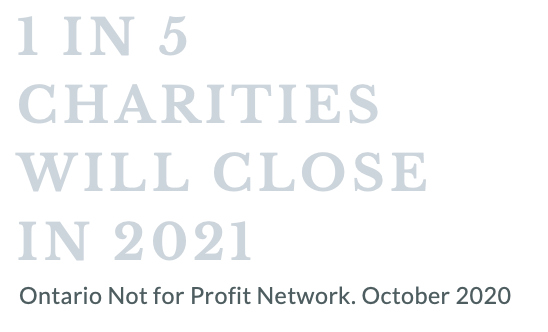 1 IN 5
CHARITIES
WILL CLOSE
IN 2021
Ontario Not for Profit Network. October 2020